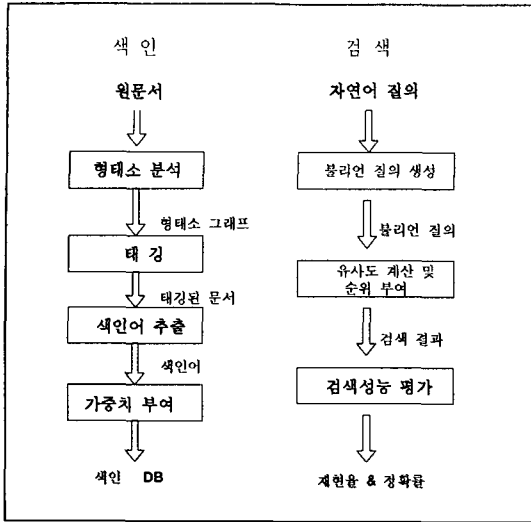 색 인
원문서
형태소 분석
형태소 그래프
태 깅
태깅된 문서
색인어 추출
색인어
가중치 부여
색인 DB
검 색
자연어 질의
불리언 질의 생성
불리언 질의
유사도 계산 및
순위 부여
검색 결과
검색성능 평가
재현율 & 정확률